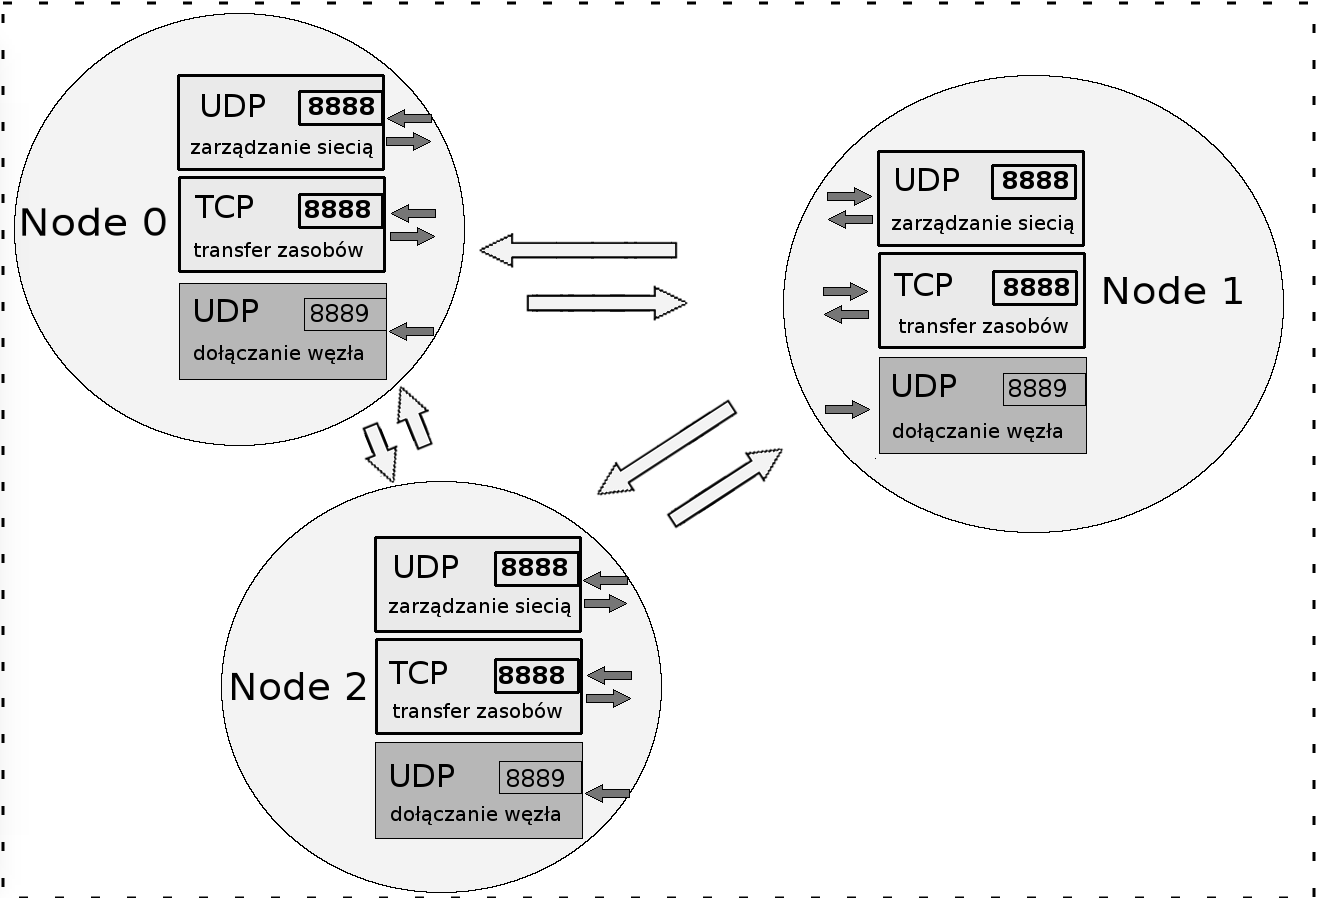 UDP 8888
zarządzanie siecią
Node 0
TCP 8888
transfer zasobów
UDP 8889
dołączanie węzła
UDP 8888
zarządzanie siecią
TCP 8888
Node 1
transfer zasobów
UDP 8889
dołączanie węzła
UDP 8888
zarządzanie siecią
Node 2
TCP 8888
transfer zasobów
UDP 8889
dołączanie węzła